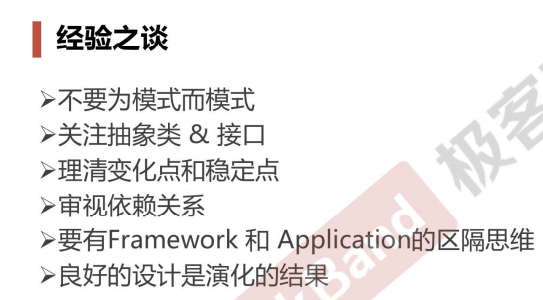 经验之谈
➢不要为模式而模式
➢关注抽象类 & 接口
➢理清变化点和稳定点
➢审视依赖关系
➢要有Framework 和 Application的区隔思维
➢良好的设计是演化的结果
极客
kBand